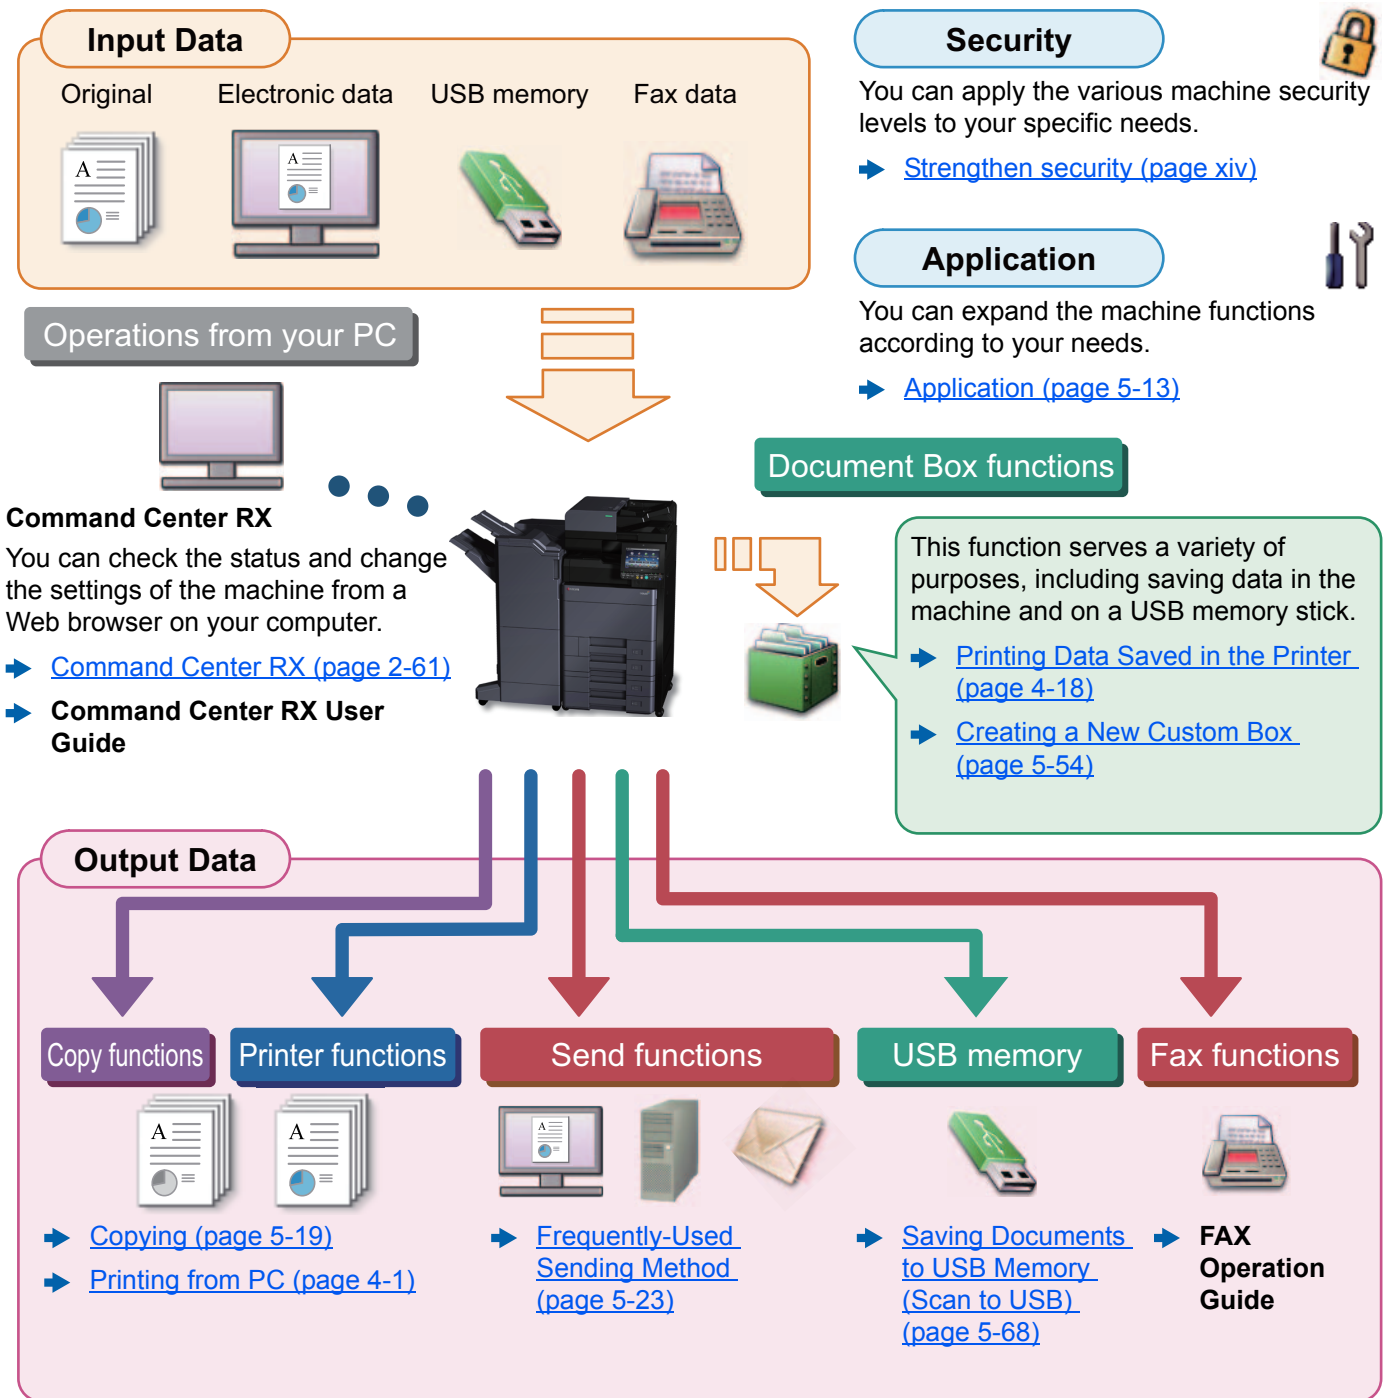 Input Data
Original
Electronic data
USB memory
Fax data
A
A
Security
You can apply the various machine security
levels to your specific needs.
Strengthen security (page xiv)
Application
You can expand the machine functions
according to your needs.
Application (page 5-13)
Operations from your PC
Command Center RX
You can check the status and change
the settings of the machine from a
Web browser on your computer.
Command Center RX (page 2-61)
Command Center RX User
Guide
Document Box functions
This function serves a variety of
purposes, including saving data in the
machine and on a USB memory stick.
Printing Data Saved in the Printer
(page 4-18)
Creating a New Custom Box
(page 5-54)
Output Data
Copy functions
Printer functions
Send functions
USB memory
Fax functions
A
A
A
Copying (page 5-19)
Printing from PC (page 4-1)
Frequently-Used
Sending Method
(page 5-23)
Saving Documents
to USB Memory
(Scan to USB)
(page 5-68)
FAX
Operation
Guide